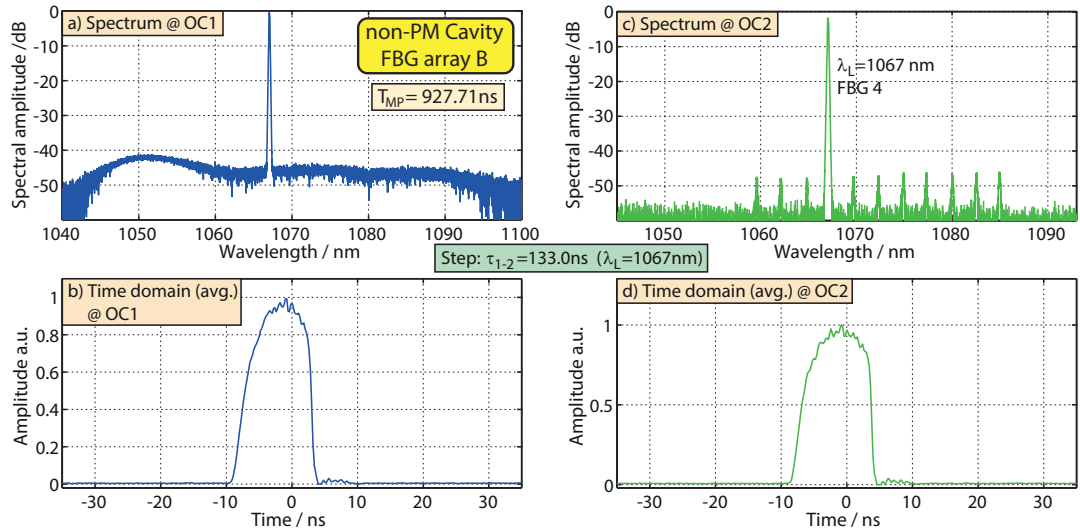 a) Spectrum @ OC1
non-PM Cavity
FBG array B
T_MP = 927.71ns
Spectral amplitude /dB
0
-10
-20
-30
-40
-50
1040 1050 1060 1070 1080 1090 1100
Wavelength / nm
c) Spectrum @ OC2
λ_L=1067 nm
FBG 4
Spectral amplitude /dB
0
-10
-20
-30
-40
-50
1050 1060 1070 1080 1090
Wavelength / nm
Step: τ_1-2=133.0ns (λ_L=1067nm)
b) Time domain (avg.)
@ OC1
Amplitude a.u.
1
0.8
0.6
0.4
0.2
0
-30 -20 -10 0 10 20 30
Time / ns
d) Time domain (avg.) @ OC2
Amplitude a.u.
1
0.5
0
-30 -20 -10 0 10 20 30
Time / ns